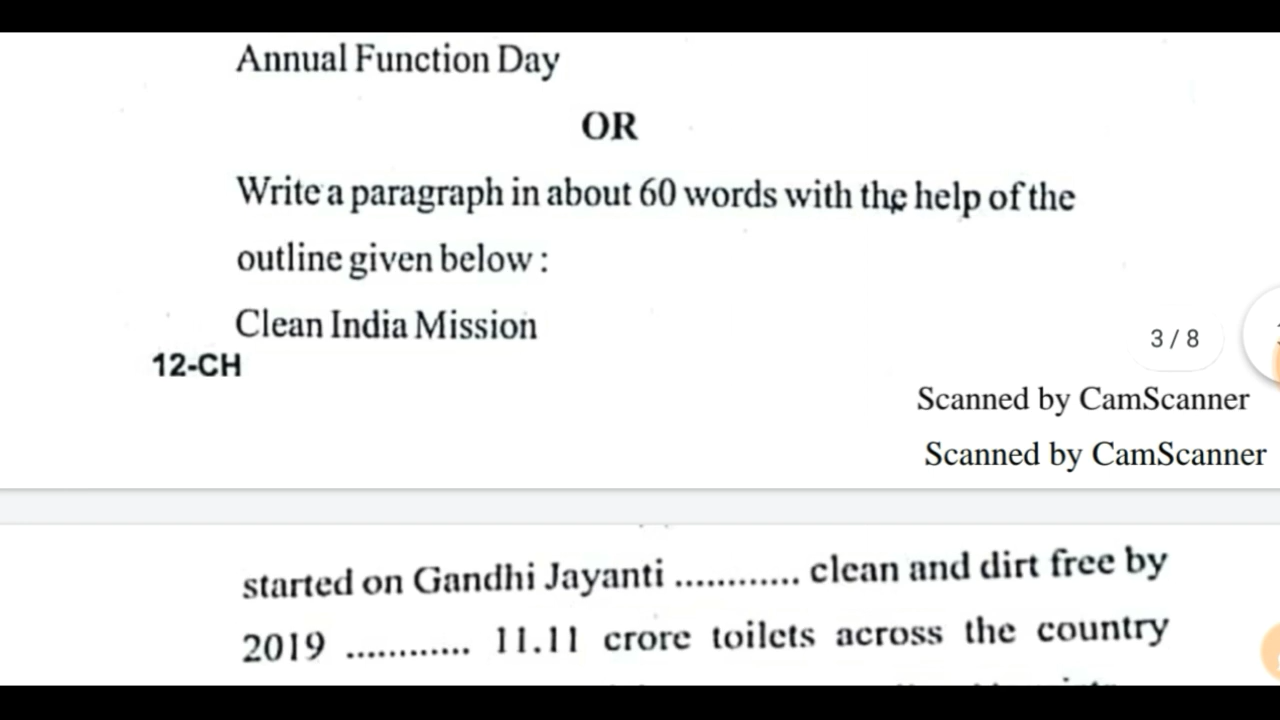 Annual Function Day
OR
Write a paragraph in about 60 words with the help of the
outline given below :
Clean India Mission
12-CH
3 / 8
Scanned by CamScanner
Scanned by CamScanner
started on Gandhi Jayanti ............ clean and dirt free by
2019 ............ 11.11 crore toilets across the country